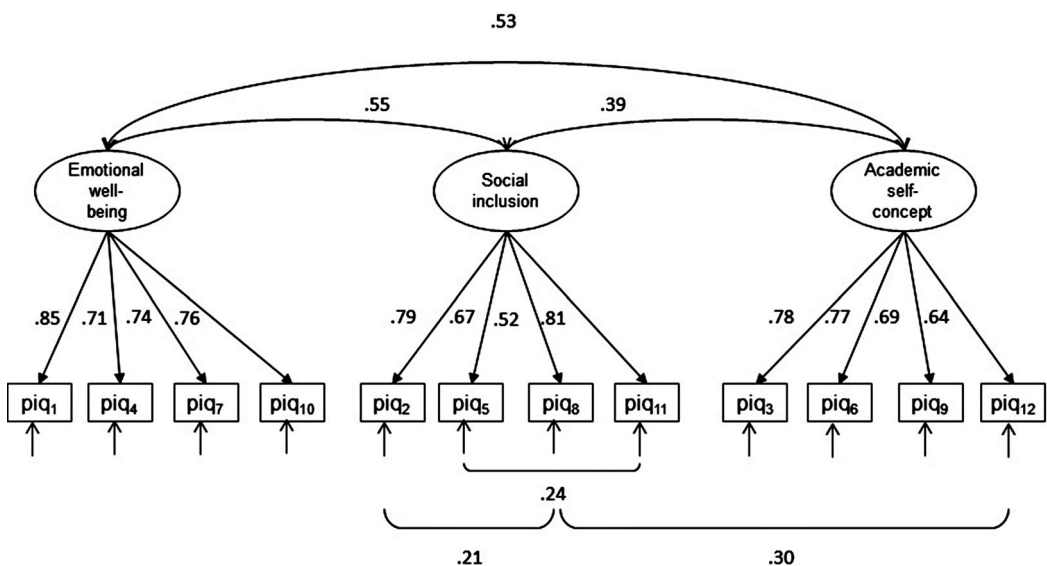 .53
.55 .39
Emotional
well-
being
Social
inclusion
Academic
self-
concept
.85 .71 .74 .76 .79 .67 .52 .81 .78 .77 .69 .64
piq₁ piq₄ piq₇ piq₁₀ piq₂ piq₅ piq₈ piq₁₁ piq₃ piq₆ piq₉ piq₁₂
.24
.21 .30